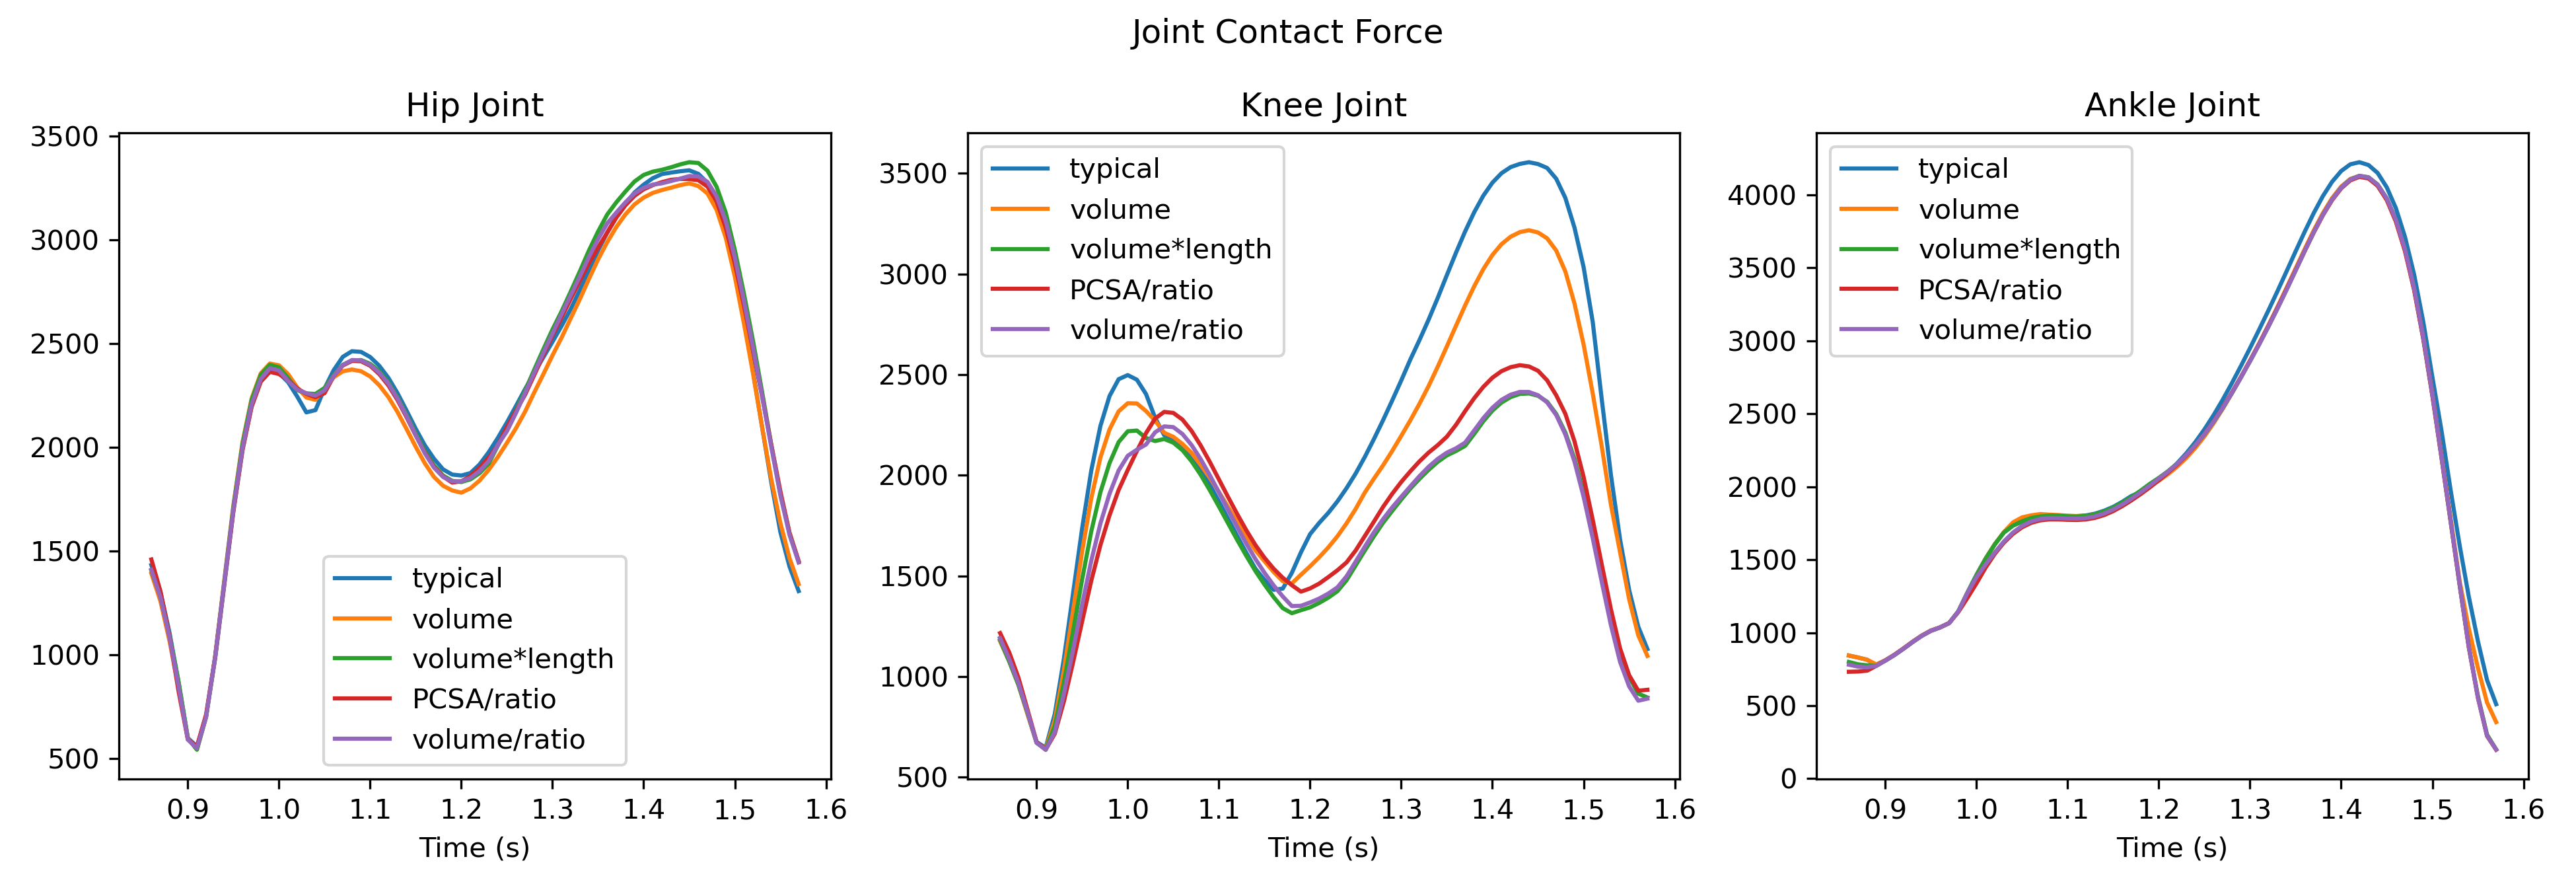 Joint Contact Force
Hip Joint
3500
3000
2500
2000
1500
1000
500
typical
volume
volume*length
PCSA/ratio
volume/ratio
0.9 1.0 1.1 1.2 1.3 1.4 1.5 1.6
Time (s)
Knee Joint
3500
3000
2500
2000
1500
1000
500
typical
volume
volume*length
PCSA/ratio
volume/ratio
0.9 1.0 1.1 1.2 1.3 1.4 1.5 1.6
Time (s)
Ankle Joint
4000
3500
3000
2500
2000
1500
1000
500
0
typical
volume
volume*length
PCSA/ratio
volume/ratio
0.9 1.0 1.1 1.2 1.3 1.4 1.5 1.6
Time (s)